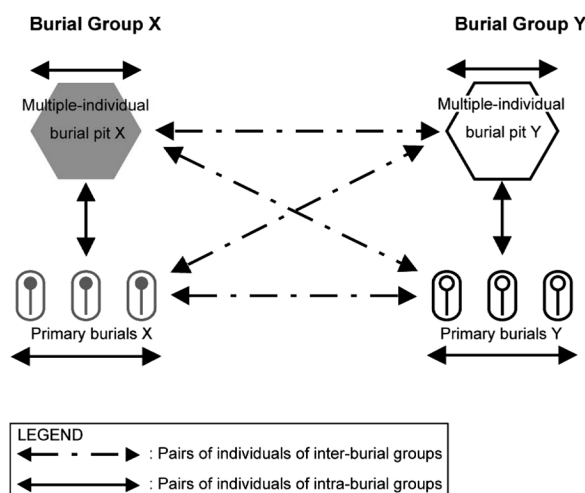 Burial Group X
Burial Group Y
Multiple-individual
burial pit X
Multiple-individual
burial pit Y
Primary burials X
Primary burials Y
LEGEND
: Pairs of individuals of inter-burial groups
: Pairs of individuals of intra-burial groups